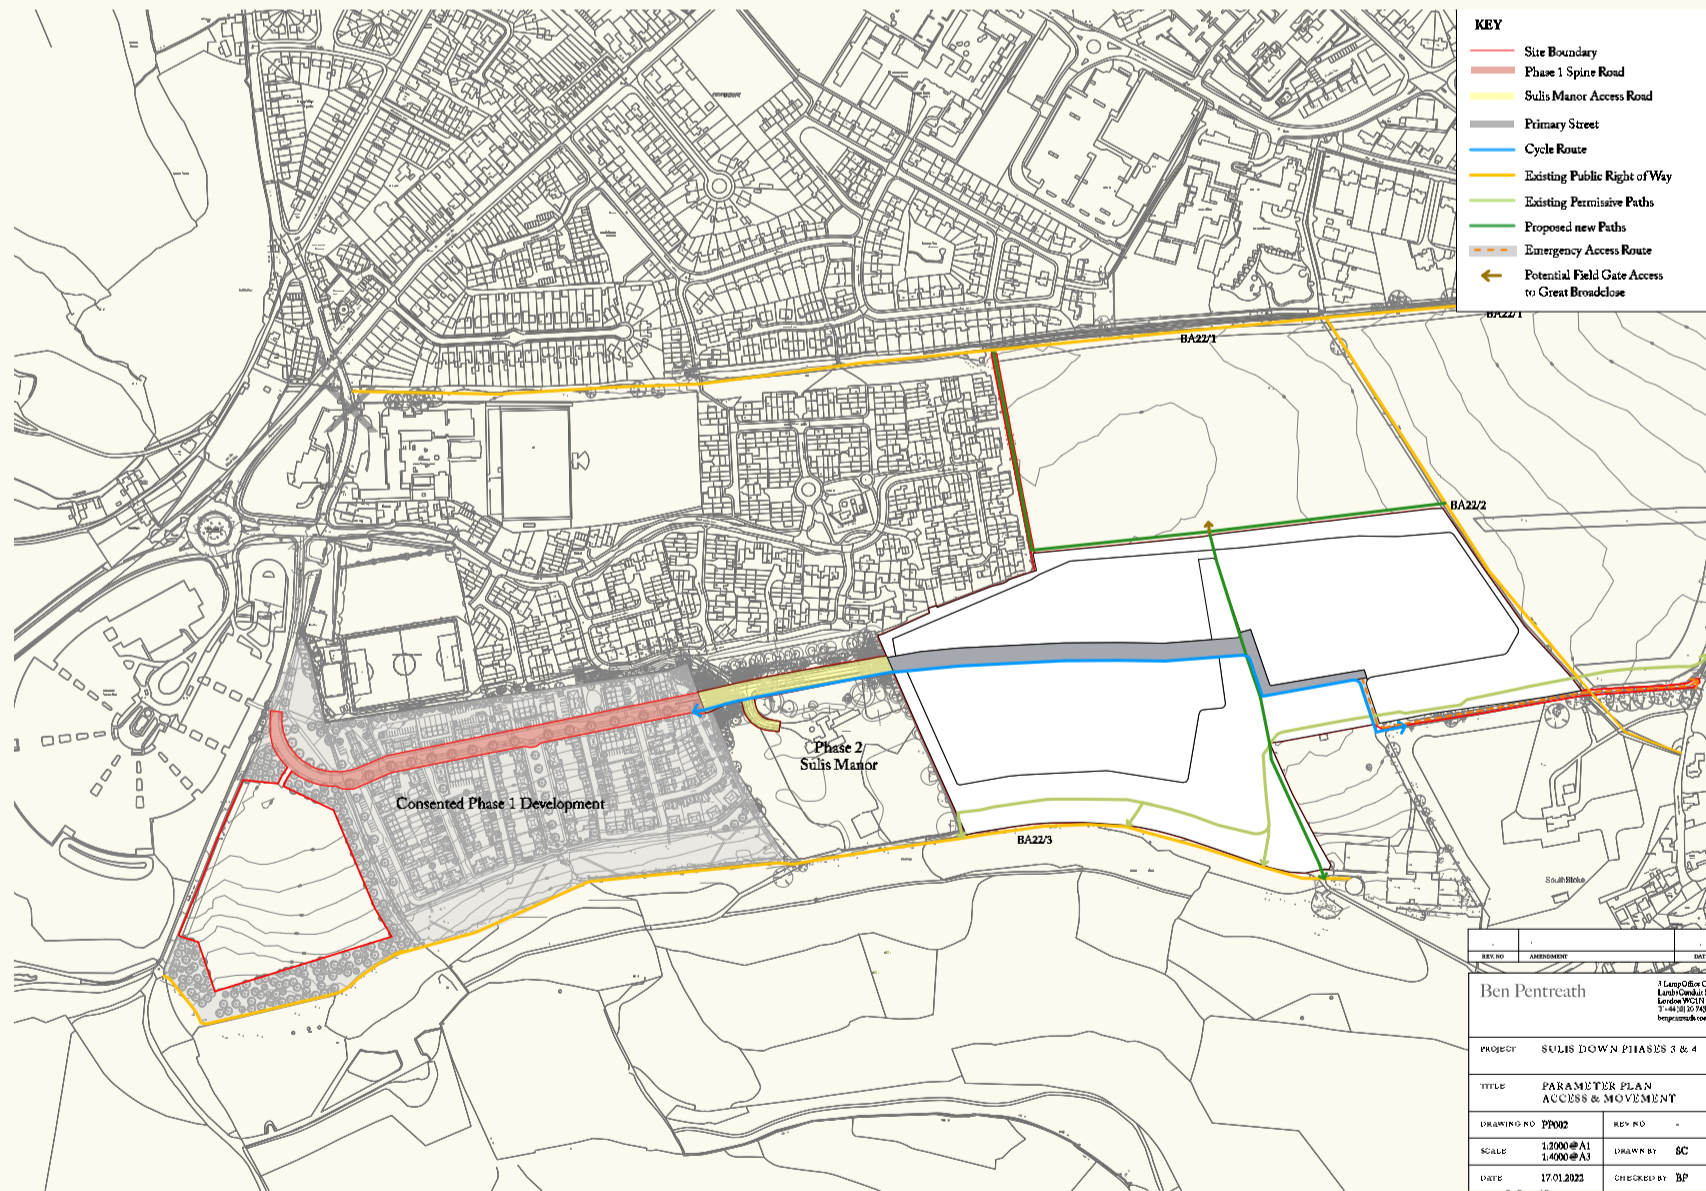 KEY
Site Boundary
Phase 1 Spine Road
Sulis Manor Access Road
Primary Street
Cycle Route
Existing Public Right of Way
Existing Permissive Paths
Proposed new Paths
Emergency Access Route
Potential Field Gate Access
to Great Broadclose
BA22/1
BA22/1
BA22/2
Phase 2
Sulis Manor
Consented Phase 1 Development
BA22/3
SouthStoke
REV. NO AMENDMENT DAT
Ben Pentreath
PROJECT SULIS DOWN PHASES 3 & 4
TITLE PARAMETER PLAN
ACCESS & MOVEMENT
DRAWING NO PP002 REV NO -
SCALE 1:2000@A1
1:4000@A3 DRAWN BY SC
DATE 17.01.2022 CHECKED BY BP